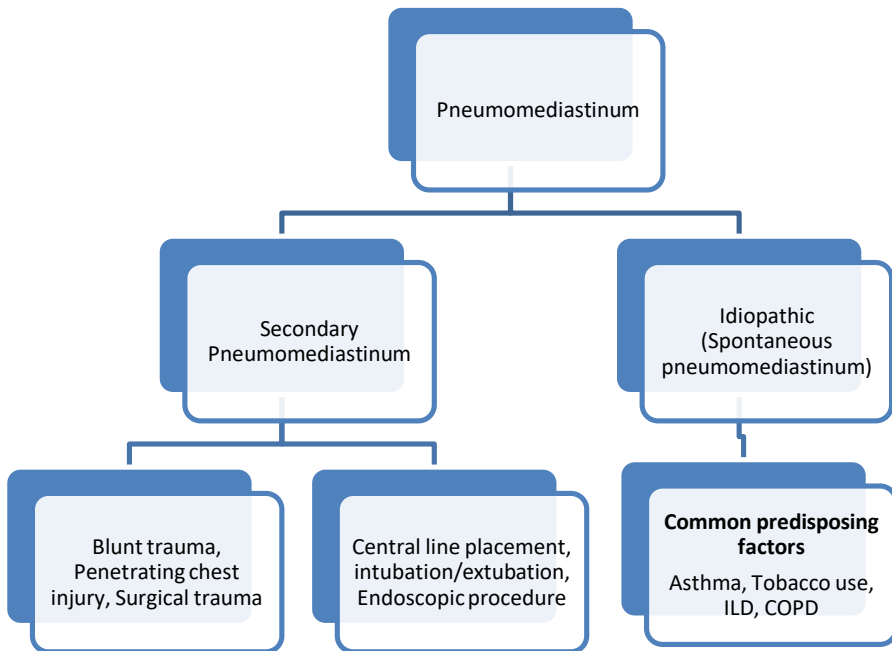 Pneumomediastinum
Secondary
Pneumomediastinum
Idiopathic
(Spontaneous
pneumomediastinum)
Blunt trauma,
Penetrating chest
injury, Surgical trauma
Central line placement,
intubation/extubation,
Endoscopic procedure
Common predisposing
factors
Asthma, Tobacco use,
ILD, COPD